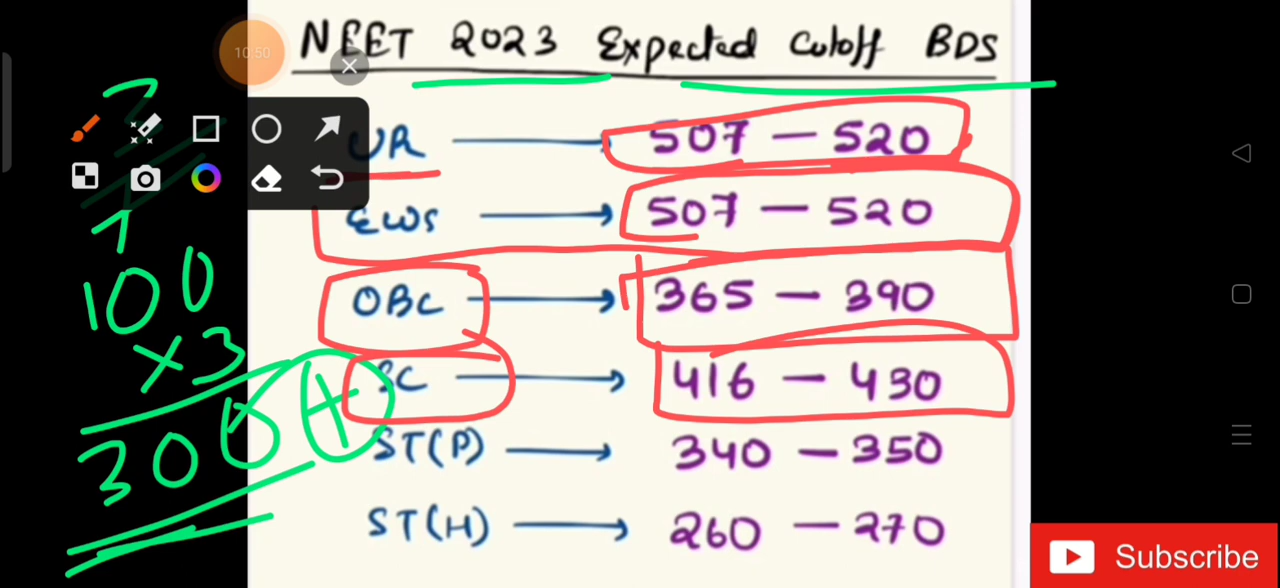 NEET 2023 Expected Cutoff BDS
10:50
UR 507 - 520
EWS 507 - 520
OBC 365 - 390
SC 416 - 430
ST(P) 340 - 350
ST(H) 260 - 270
100
×3
300
+
Subscribe